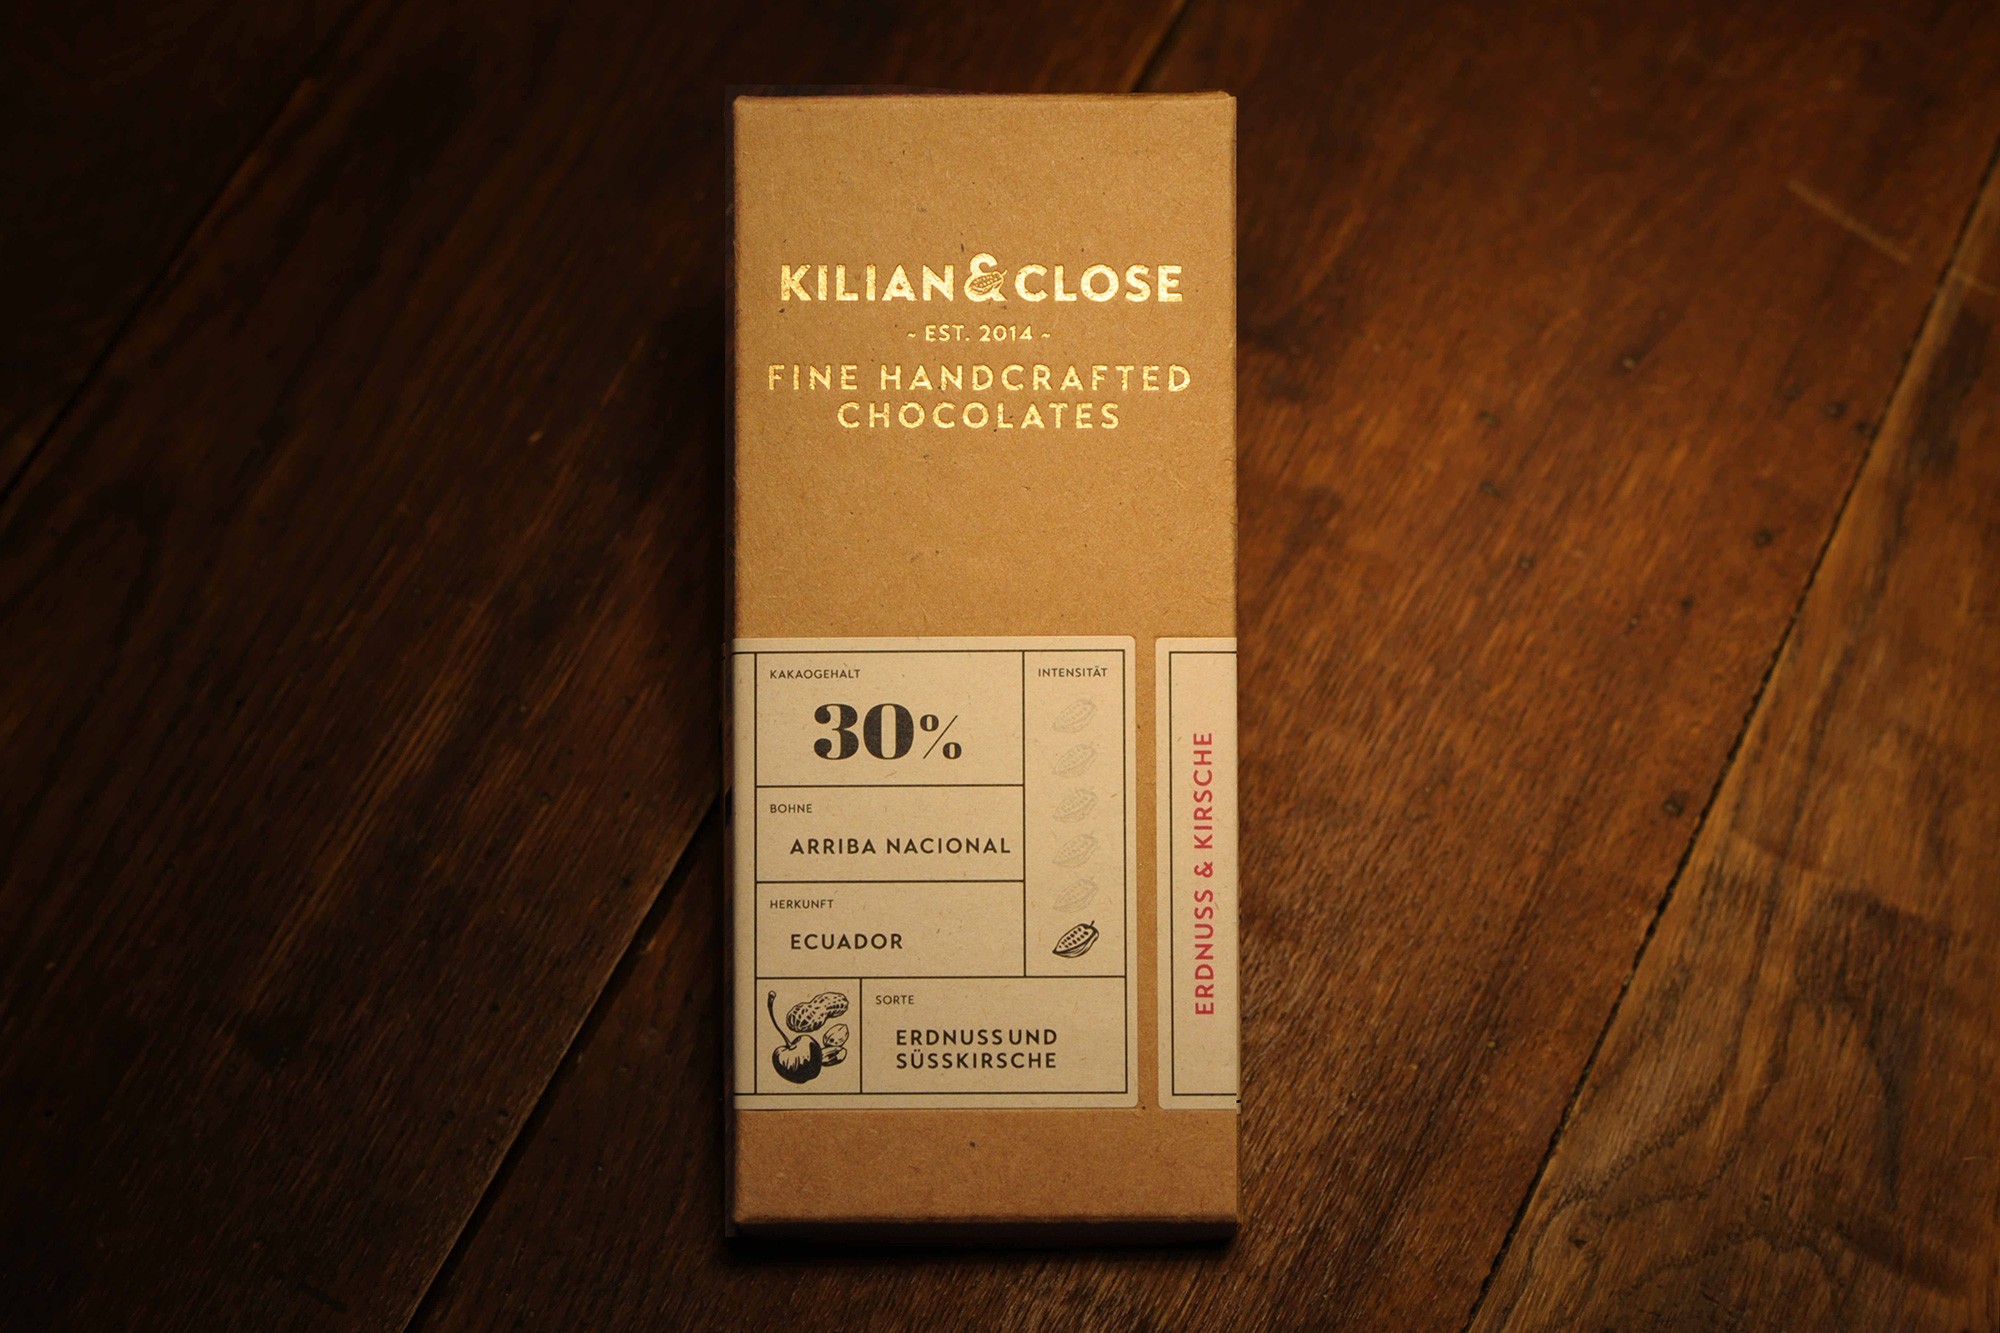 KILIAN&CLOSE
~ EST. 2014 ~
FINE HANDCRAFTED
CHOCOLATES
KAKAOGEHALT
30%
INTENSITÄT
BOHNE
ARRIBA NACIONAL
HERKUNFT
ECUADOR
SORTE
ERDNUSS UND
SÜSSKIRSCHE
ERDNUSS & KIRSCHE